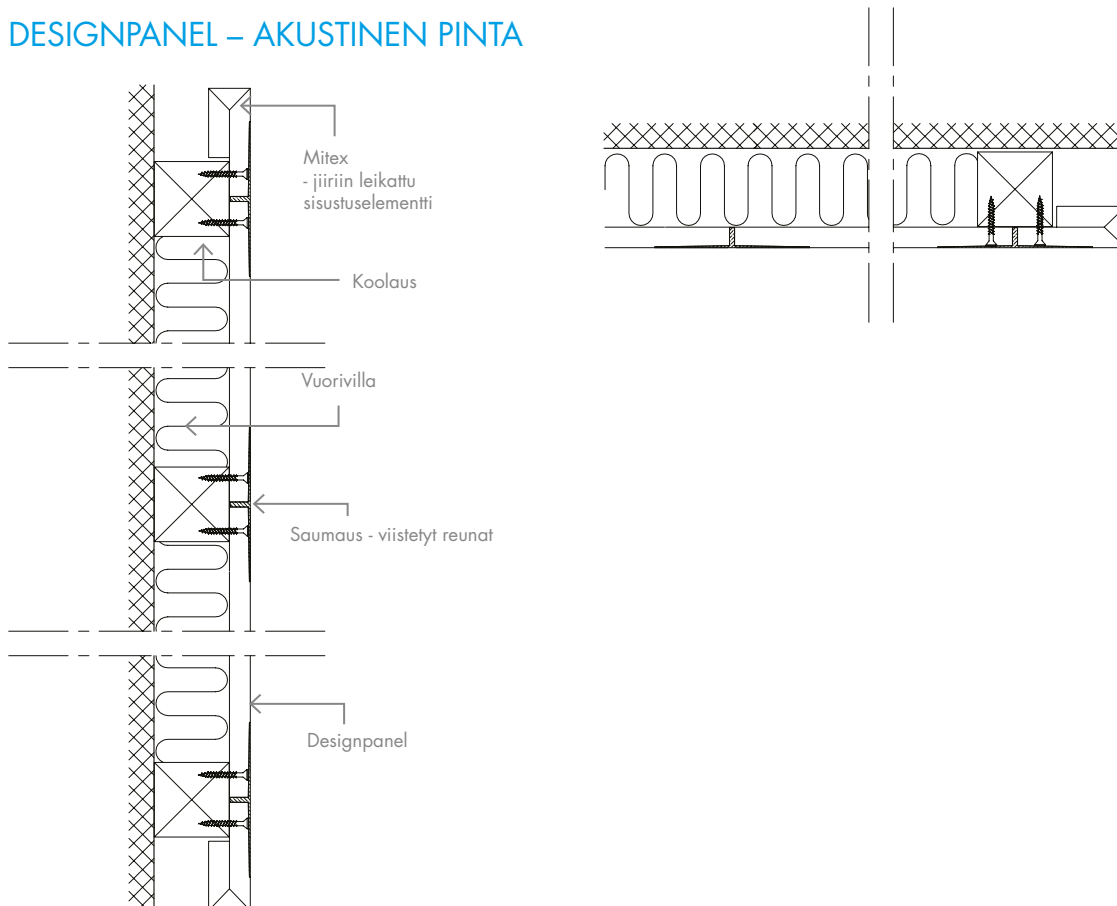 DESIGNPANEL – AKUSTINEN PINTA
Mitex
- jiiriin leikattu
sisustuselementti
Koolaus
Vuorivilla
Saumaus - viistetyt reunat
Designpanel